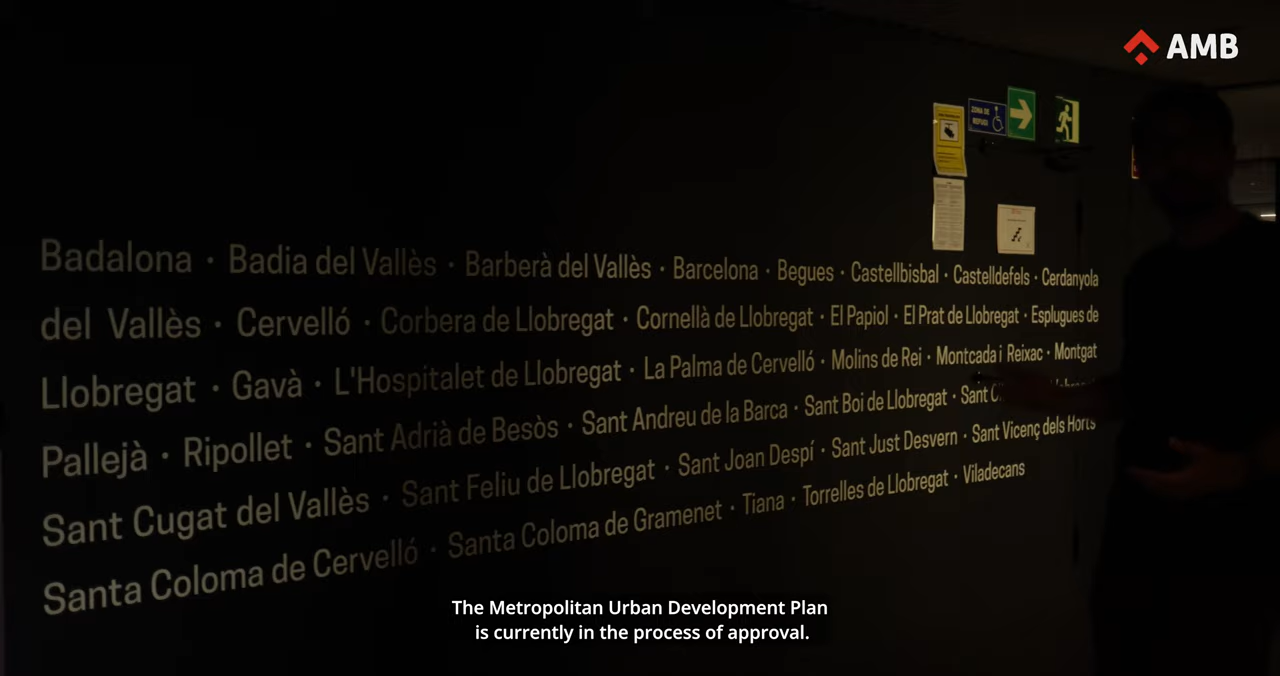 AMB
ZONA DE
REFUGI
Badalona · Badia del Vallès · Barberà del Vallès · Barcelona · Begues · Castellbisbal · Castelldefels · Cerdanyola
del Vallès · Cervelló · Corbera de Llobregat · Cornellà de Llobregat · El Papiol · El Prat de Llobregat · Esplugues de
Llobregat · Gavà · L'Hospitalet de Llobregat · La Palma de Cervelló · Molins de Rei · Montcada i Reixac · Montgat
Pallejà · Ripollet · Sant Adrià de Besòs · Sant Andreu de la Barca · Sant Boi de Llobregat · Sant
Sant Cugat del Vallès · Sant Feliu de Llobregat · Sant Joan Despí · Sant Just Desvern · Sant Vicenç dels Horts
Santa Coloma de Cervelló · Santa Coloma de Gramenet · Tiana · Torrelles de Llobregat · Viladecans
The Metropolitan Urban Development Plan
is currently in the process of approval.